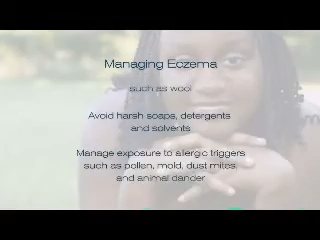 Managing Eczema
such as wool
Avoid harsh soaps, detergents
and solvents
Manage exposure to allergic triggers
such as pollen, mold, dust mites,
and animal dander